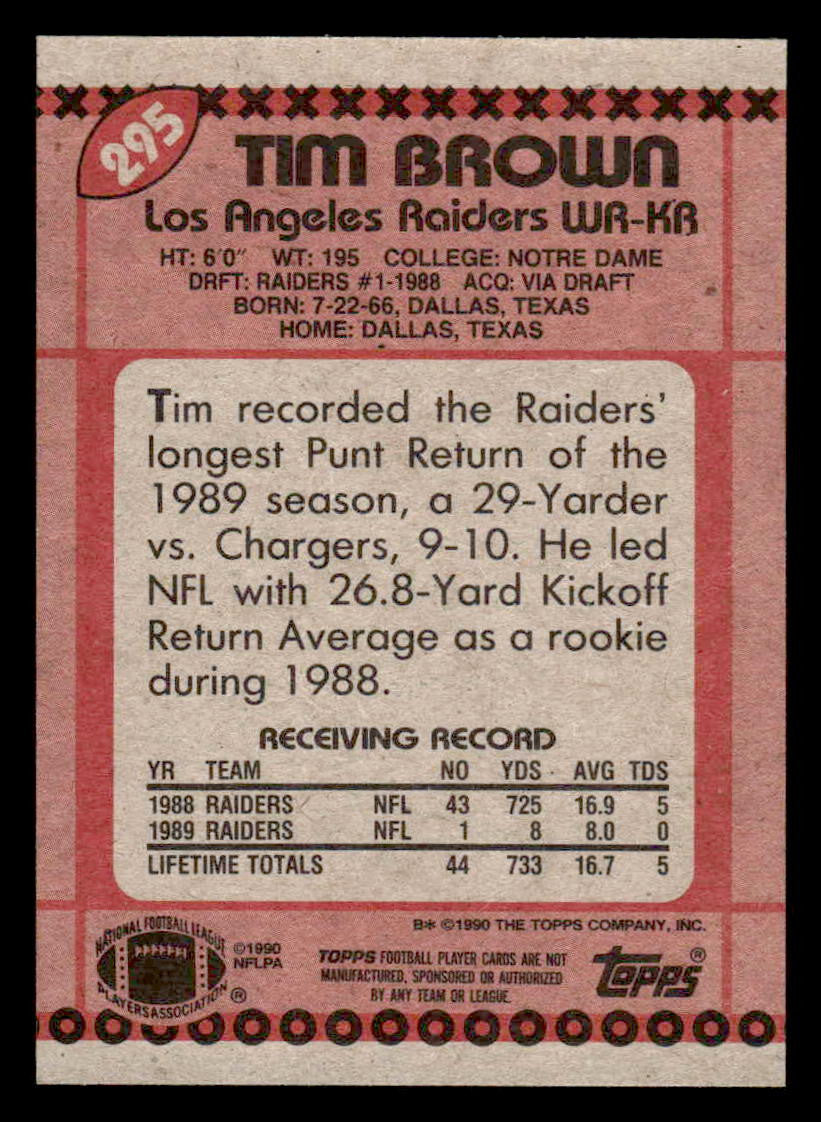 295
TIM BROWN
Los Angeles Raiders WR-KR
HT: 6'0" WT: 195 COLLEGE: NOTRE DAME
DRFT: RAIDERS #1-1988 ACQ: VIA DRAFT
BORN: 7-22-66, DALLAS, TEXAS
HOME: DALLAS, TEXAS
Tim recorded the Raiders'
longest Punt Return of the
1989 season, a 29-Yarder
vs. Chargers, 9-10. He led
NFL with 26.8-Yard Kickoff
Return Average as a rookie
during 1988.
RECEIVING RECORD
YR TEAM NO YDS AVG TDS
1988 RAIDERS NFL 43 725 16.9 5
1989 RAIDERS NFL 1 8 8.0 0
LIFETIME TOTALS 44 733 16.7 5
B* ©1990 THE TOPPS COMPANY, INC.
NATIONAL FOOTBALL LEAGUE
PLAYERS ASSOCIATION ®
©1990
NFLPA
TOPPS FOOTBALL PLAYER CARDS ARE NOT
MANUFACTURED, SPONSORED OR AUTHORIZED
BY ANY TEAM OR LEAGUE.
topps ®